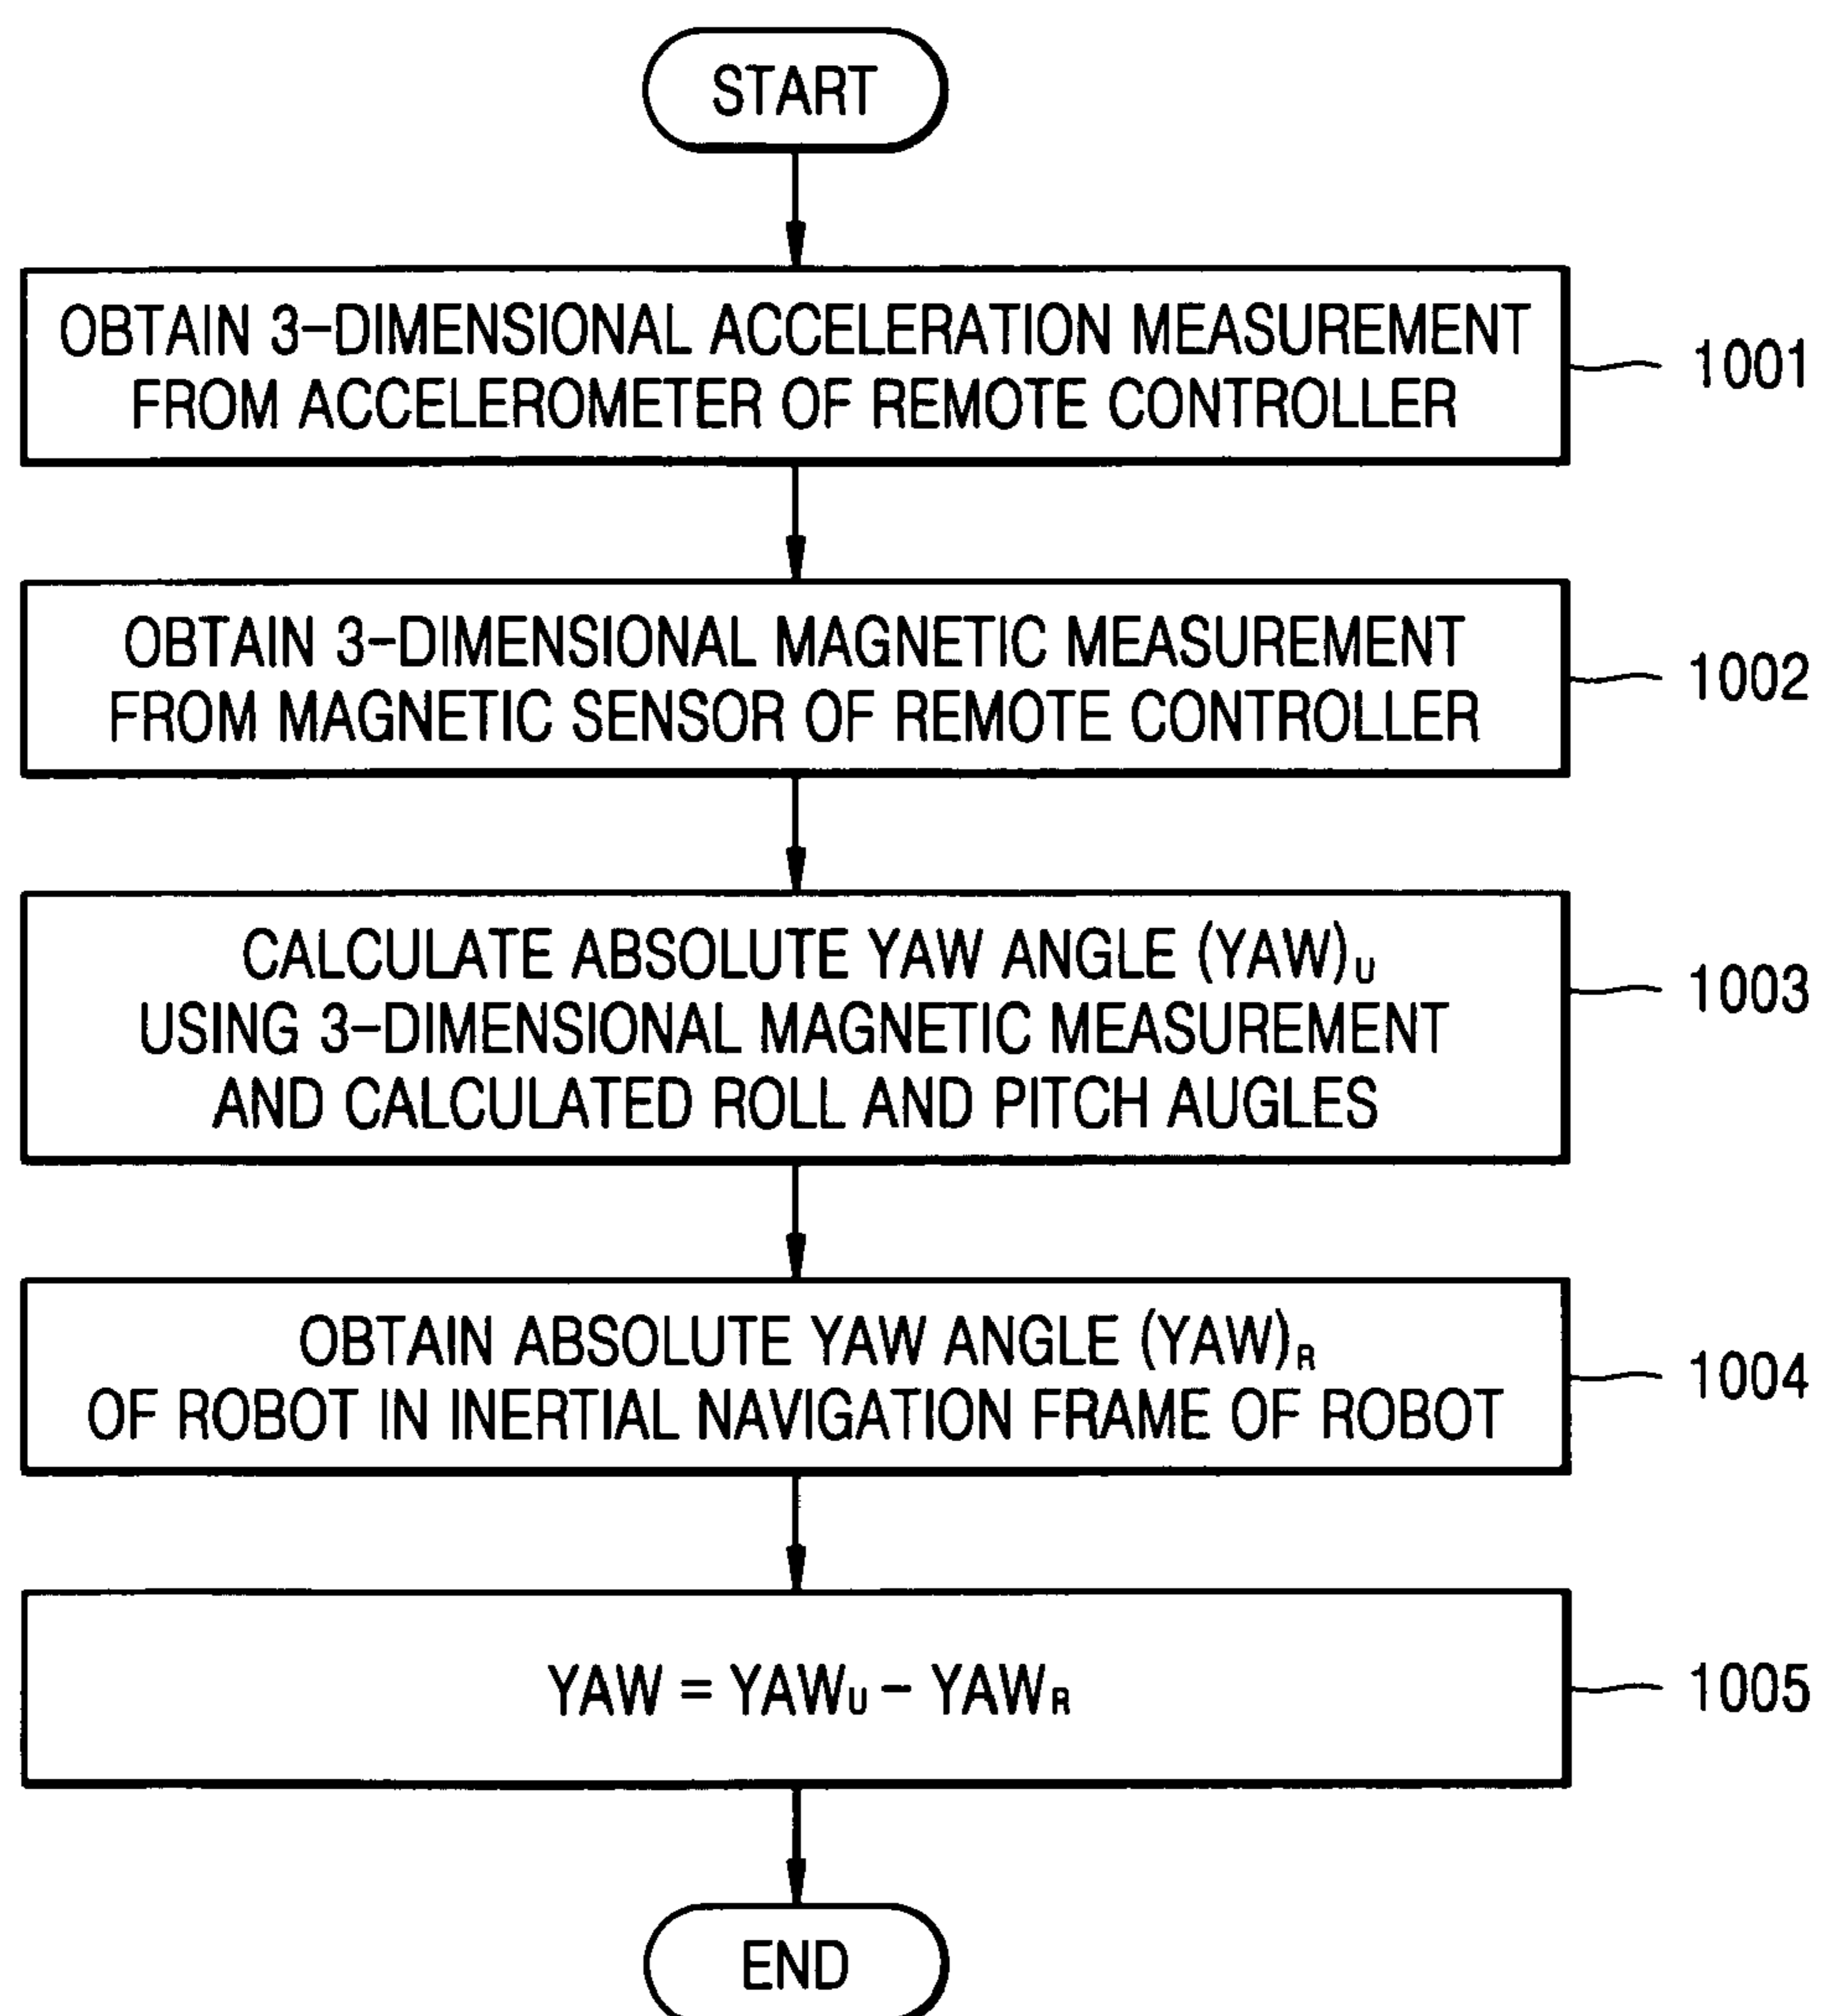 START
OBTAIN 3-DIMENSIONAL ACCELERATION MEASUREMENT
FROM ACCELEROMETER OF REMOTE CONTROLLER
1001
OBTAIN 3-DIMENSIONAL MAGNETIC MEASUREMENT
FROM MAGNETIC SENSOR OF REMOTE CONTROLLER
1002
CALCULATE ABSOLUTE YAW ANGLE (YAW)U
USING 3-DIMENSIONAL MAGNETIC MEASUREMENT
AND CALCULATED ROLL AND PITCH AUGLES
1003
OBTAIN ABSOLUTE YAW ANGLE (YAW)R
OF ROBOT IN INERTIAL NAVIGATION FRAME OF ROBOT
1004
YAW = YAWU - YAWR
1005
END